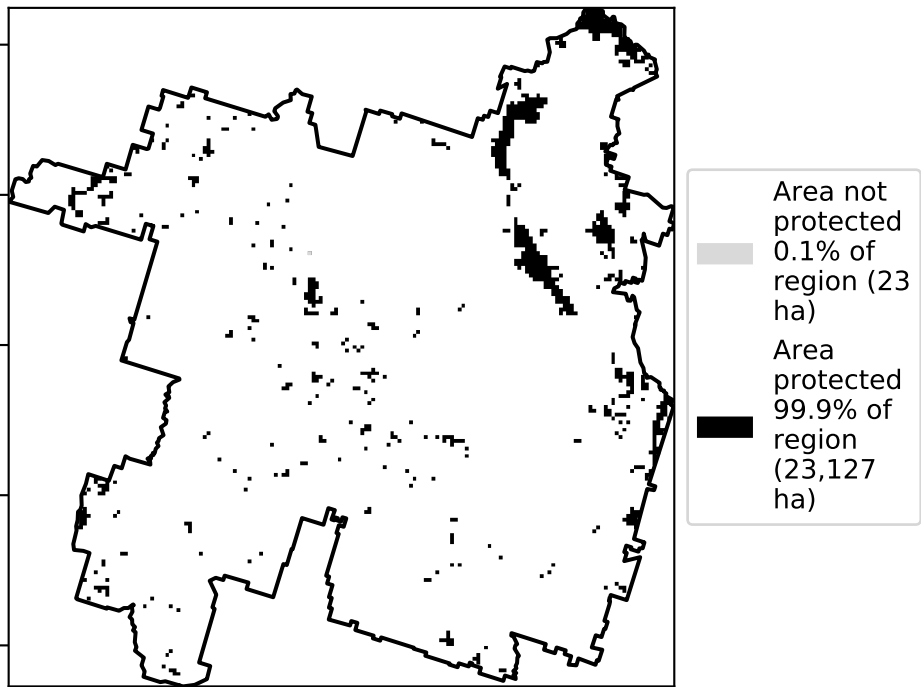 Area not
protected
0.1% of
region (23
ha)
Area
protected
99.9% of
region
(23,127
ha)